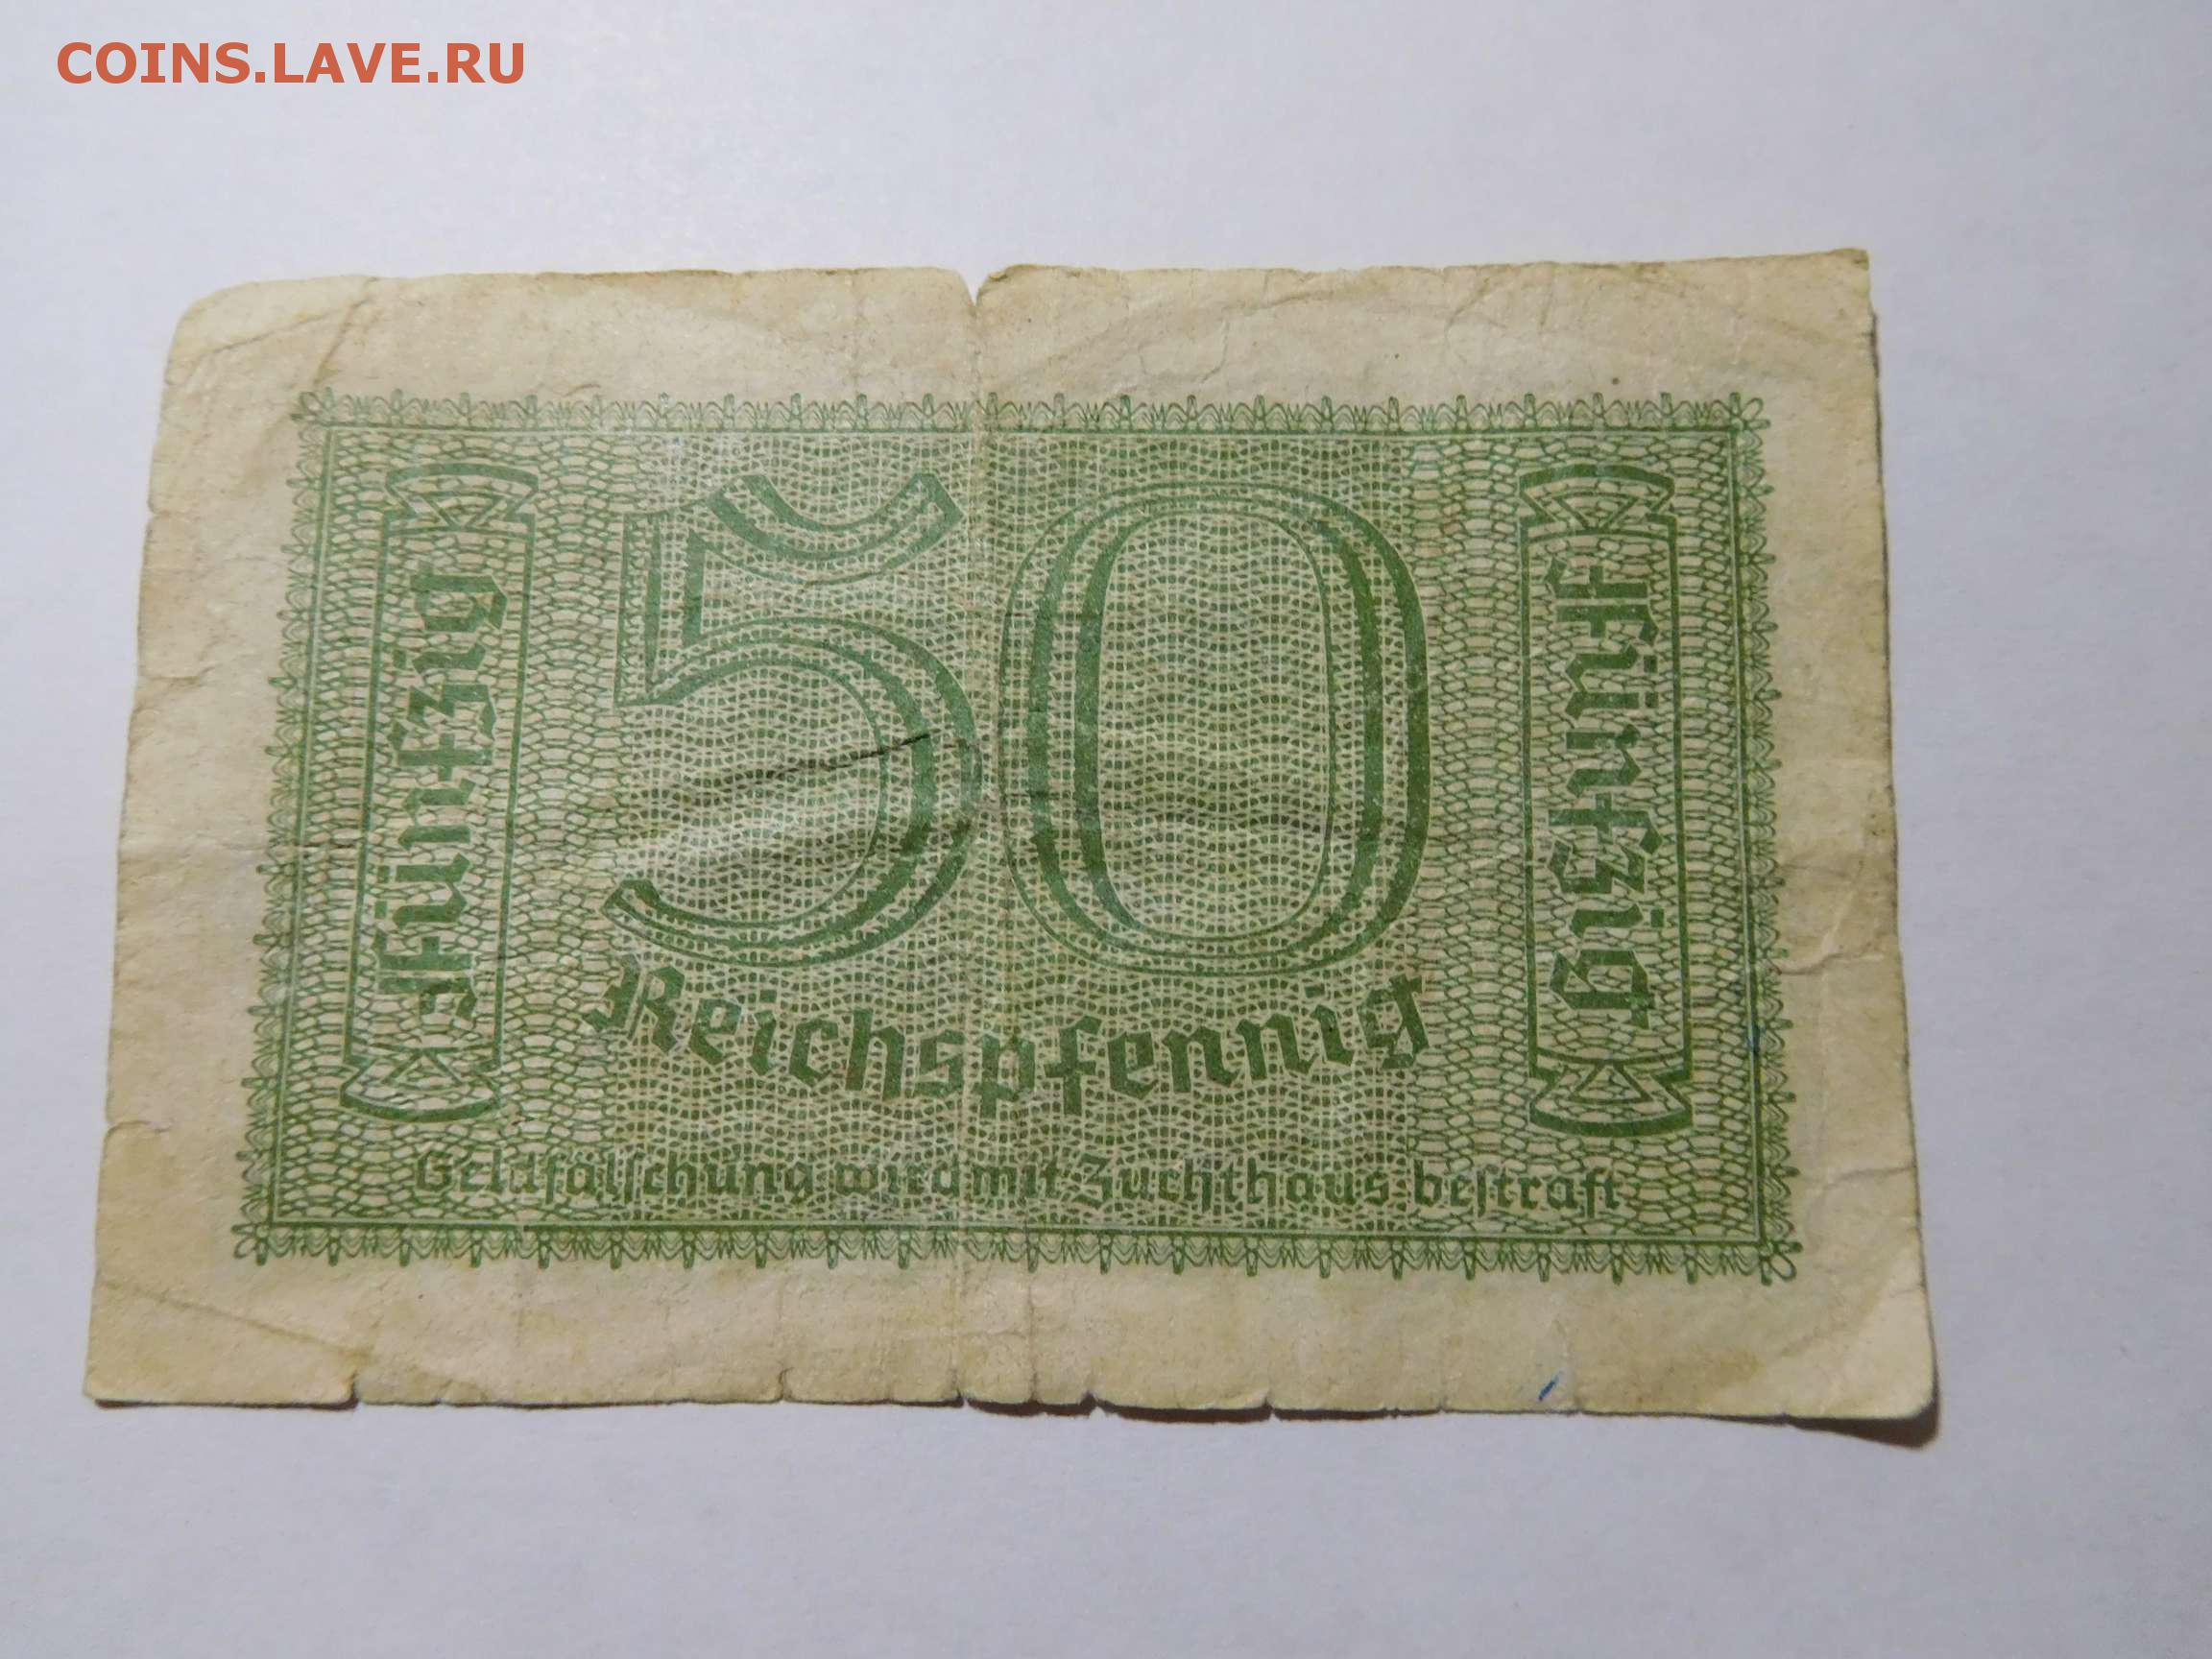 COINS.LAVE.RU
Fünfzig
50
Reichspfennig
Fünfzig
Geldfälschung wird mit Zuchthaus bestraft